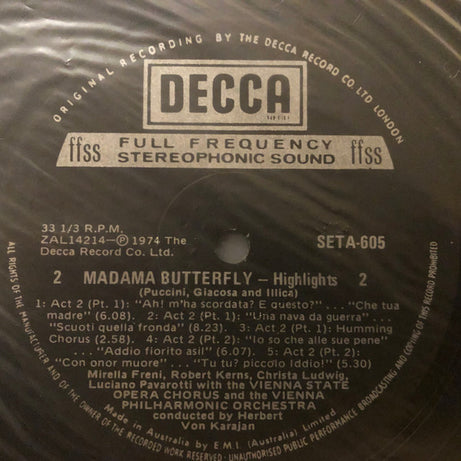 ORIGINAL RECORDING BY THE DECCA RECORD CO. LTD. LONDON
DECCA
ffss FULL FREQUENCY STEREOPHONIC SOUND ffss
33 1/3 R.P.M.
ZAL14214—Ⓟ 1974 The
Decca Record Co. Ltd.
SETA-605
2 MADAMA BUTTERFLY — Highlights 2
(Puccini, Giacosa and Illica)
1: Act 2 (Pt. 1): "Ah! m'ha scordata? E questo?" ... "Che tua
madre" (6.08). 2: Act 2 (Pt. 1): "Una nava da guerra" ...
"Scuoti quella fronda" (8.23). 3: Act 2 (Pt. 1): Humming
Chorus (2.58). 4: Act 2 (Pt. 2): "Io so che alle sue pene"
... "Addio fiorito asil" (6.07). 5: Act 2 (Pt. 2):
"Con onor muore" ... "Tu tu? piccolo Iddio!" (5.30)
Mirella Freni, Robert Kerns, Christa Ludwig,
Luciano Pavarotti with the VIENNA STATE
OPERA CHORUS and the VIENNA
PHILHARMONIC ORCHESTRA
conducted by Herbert
Von Karajan
Made in Australia by E.M.I. (Australia) Limited
ALL RIGHTS OF THE MANUFACTURER AND OF THE OWNER OF THE RECORDED WORK RESERVED - UNAUTHORISED PUBLIC PERFORMANCE BROADCASTING AND COPYING OF THIS RECORD PROHIBITED